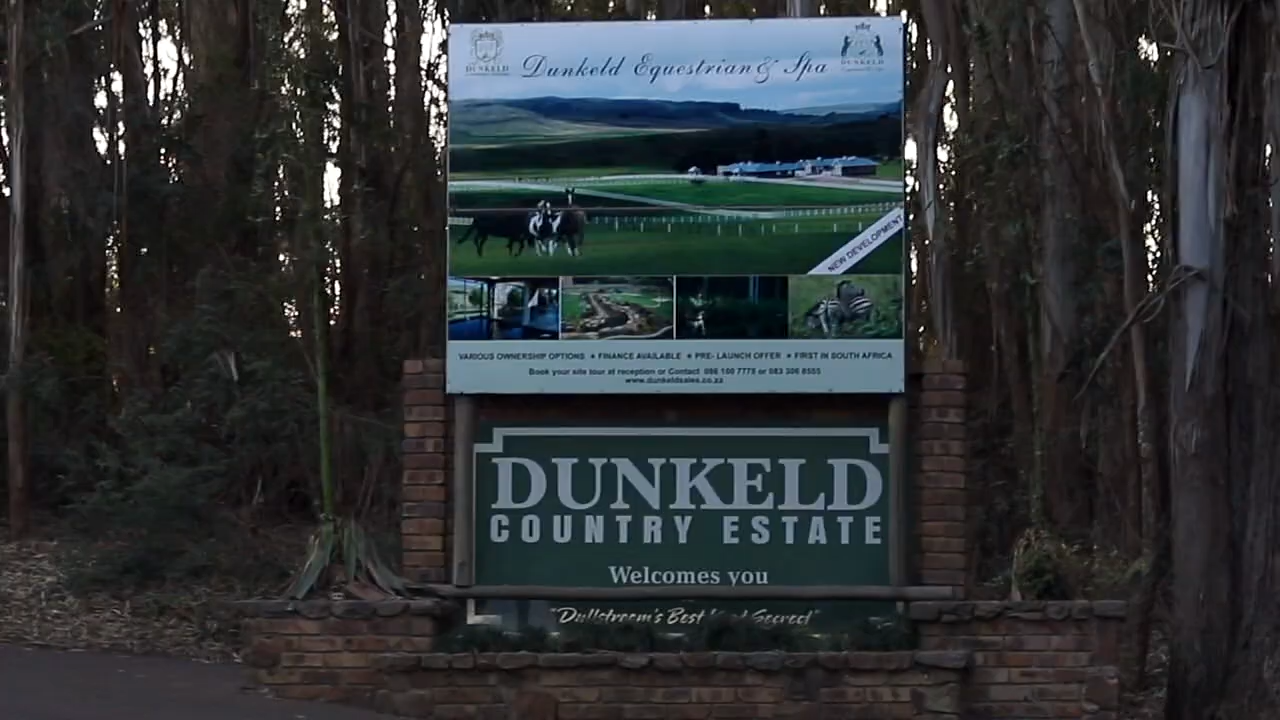 DUNKELD
DUNKELD
Dunkeld Equestrian & Spa
NEW DEVELOPMENT
VARIOUS OWNERSHIP OPTIONS ★ FINANCE AVAILABLE ★ PRE- LAUNCH OFFER ★ FIRST IN SOUTH AFRICA
Book your site tour at reception or Contact 086 100 7778 or 083 306 8555
www.dunkeldsales.co.za
DUNKELD
COUNTRY ESTATE
Welcomes you
"Dullstroom's Best Kept Secret"